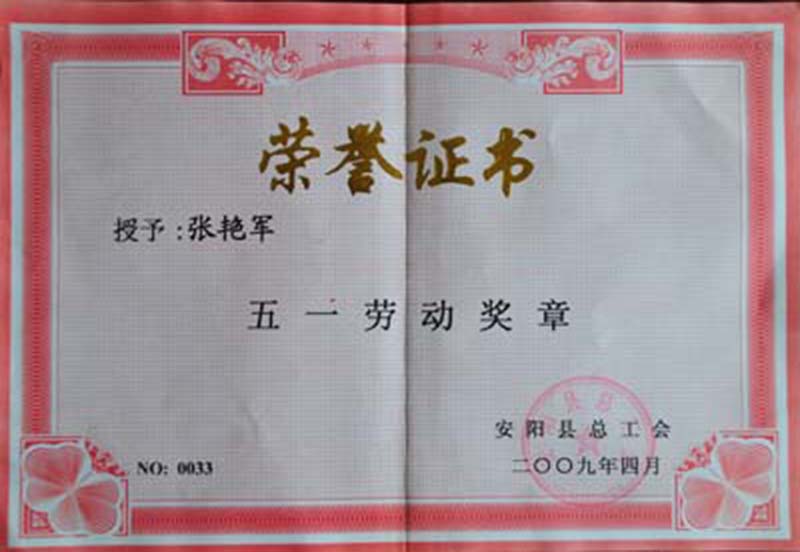 荣誉证书
授予:张艳军
五一劳动奖章
安阳县总工会
二〇〇九年四月
NO: 0033